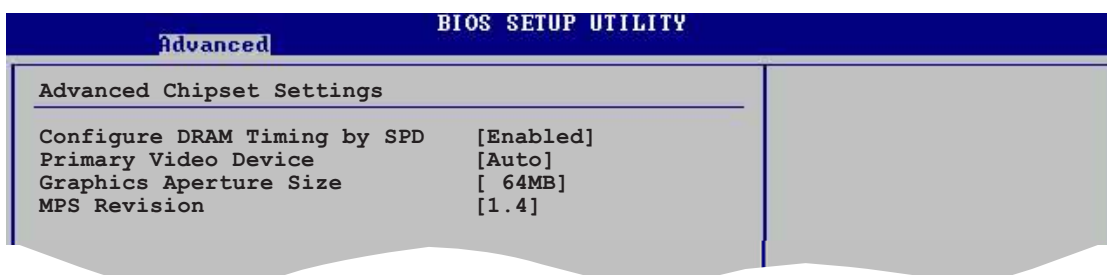 BIOS SETUP UTILITY
Advanced
Advanced Chipset Settings
Configure DRAM Timing by SPD [Enabled]
Primary Video Device [Auto]
Graphics Aperture Size [ 64MB]
MPS Revision [1.4]